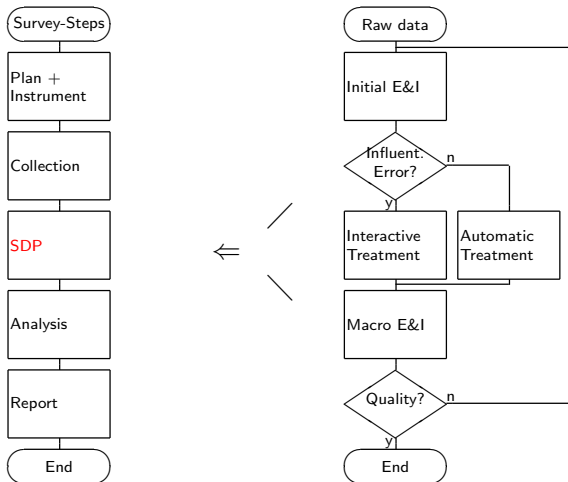 Survey-Steps
Plan +
Instrument
Collection
SDP
Analysis
Report
End
⇐
Raw data
Initial E&I
Influent.
Error?
n
y
Interactive
Treatment
Automatic
Treatment
Macro E&I
Quality?
n
y
End